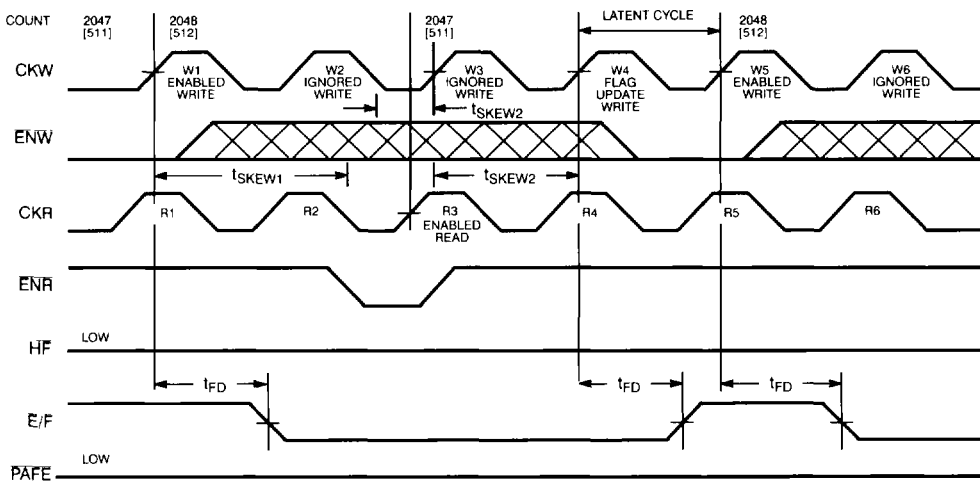 COUNT 2047 2048 2047 LATENT CYCLE 2048
[511] [512] [511] [512]
CKW W1 W2 W3 W4 W5 W6
ENABLED IGNORED IGNORED FLAG ENABLED IGNORED
WRITE WRITE WRITE UPDATE WRITE WRITE
WRITE
tSKEW2
ENW
tSKEW1 tSKEW2
CKR R1 R2 R3 R4 R5 R6
ENABLED
READ
ENR
HF LOW
tFD tFD tFD
E/F
LOW
PAFE